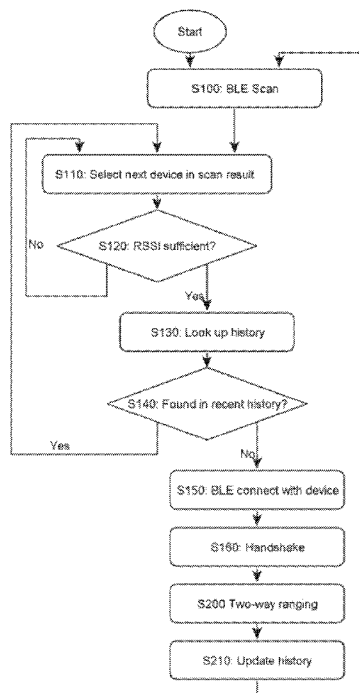 Start
S100: BLE Scan
S110: Select next device in scan result
No
S120: RSSI sufficient?
Yes
S130: Look up history
S140: Found in recent history?
Yes
No
S150: BLE connect with device
S160: Handshake
S200 Two-way ranging
S210: Update history